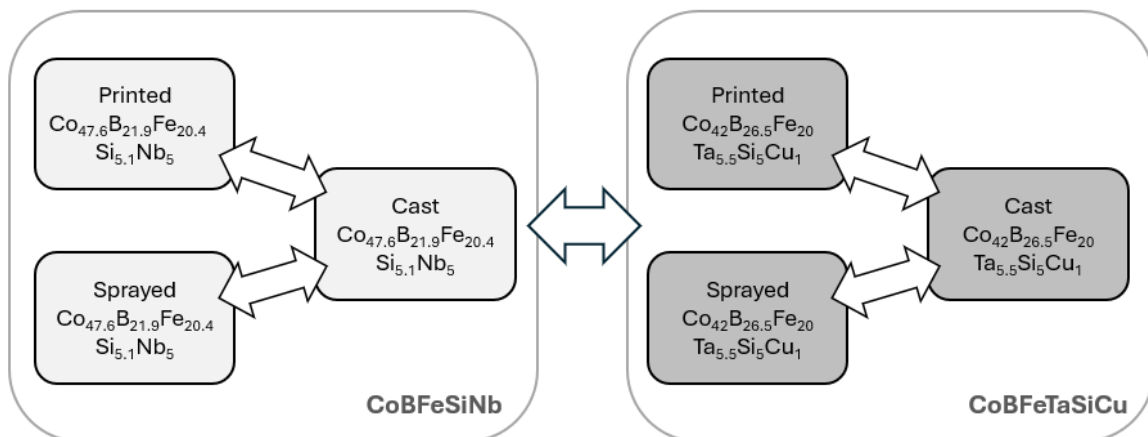 Printed
Co₄₇.₆B₂₁.₉Fe₂₀.₄
Si₅.₁Nb₅
Cast
Co₄₇.₆B₂₁.₉Fe₂₀.₄
Si₅.₁Nb₅
Sprayed
Co₄₇.₆B₂₁.₉Fe₂₀.₄
Si₅.₁Nb₅
CoBFeSiNb
Printed
Co₄₂B₂₆.₅Fe₂₀
Ta₅.₅Si₅Cu₁
Cast
Co₄₂B₂₆.₅Fe₂₀
Ta₅.₅Si₅Cu₁
Sprayed
Co₄₂B₂₆.₅Fe₂₀
Ta₅.₅Si₅Cu₁
CoBFeTaSiCu